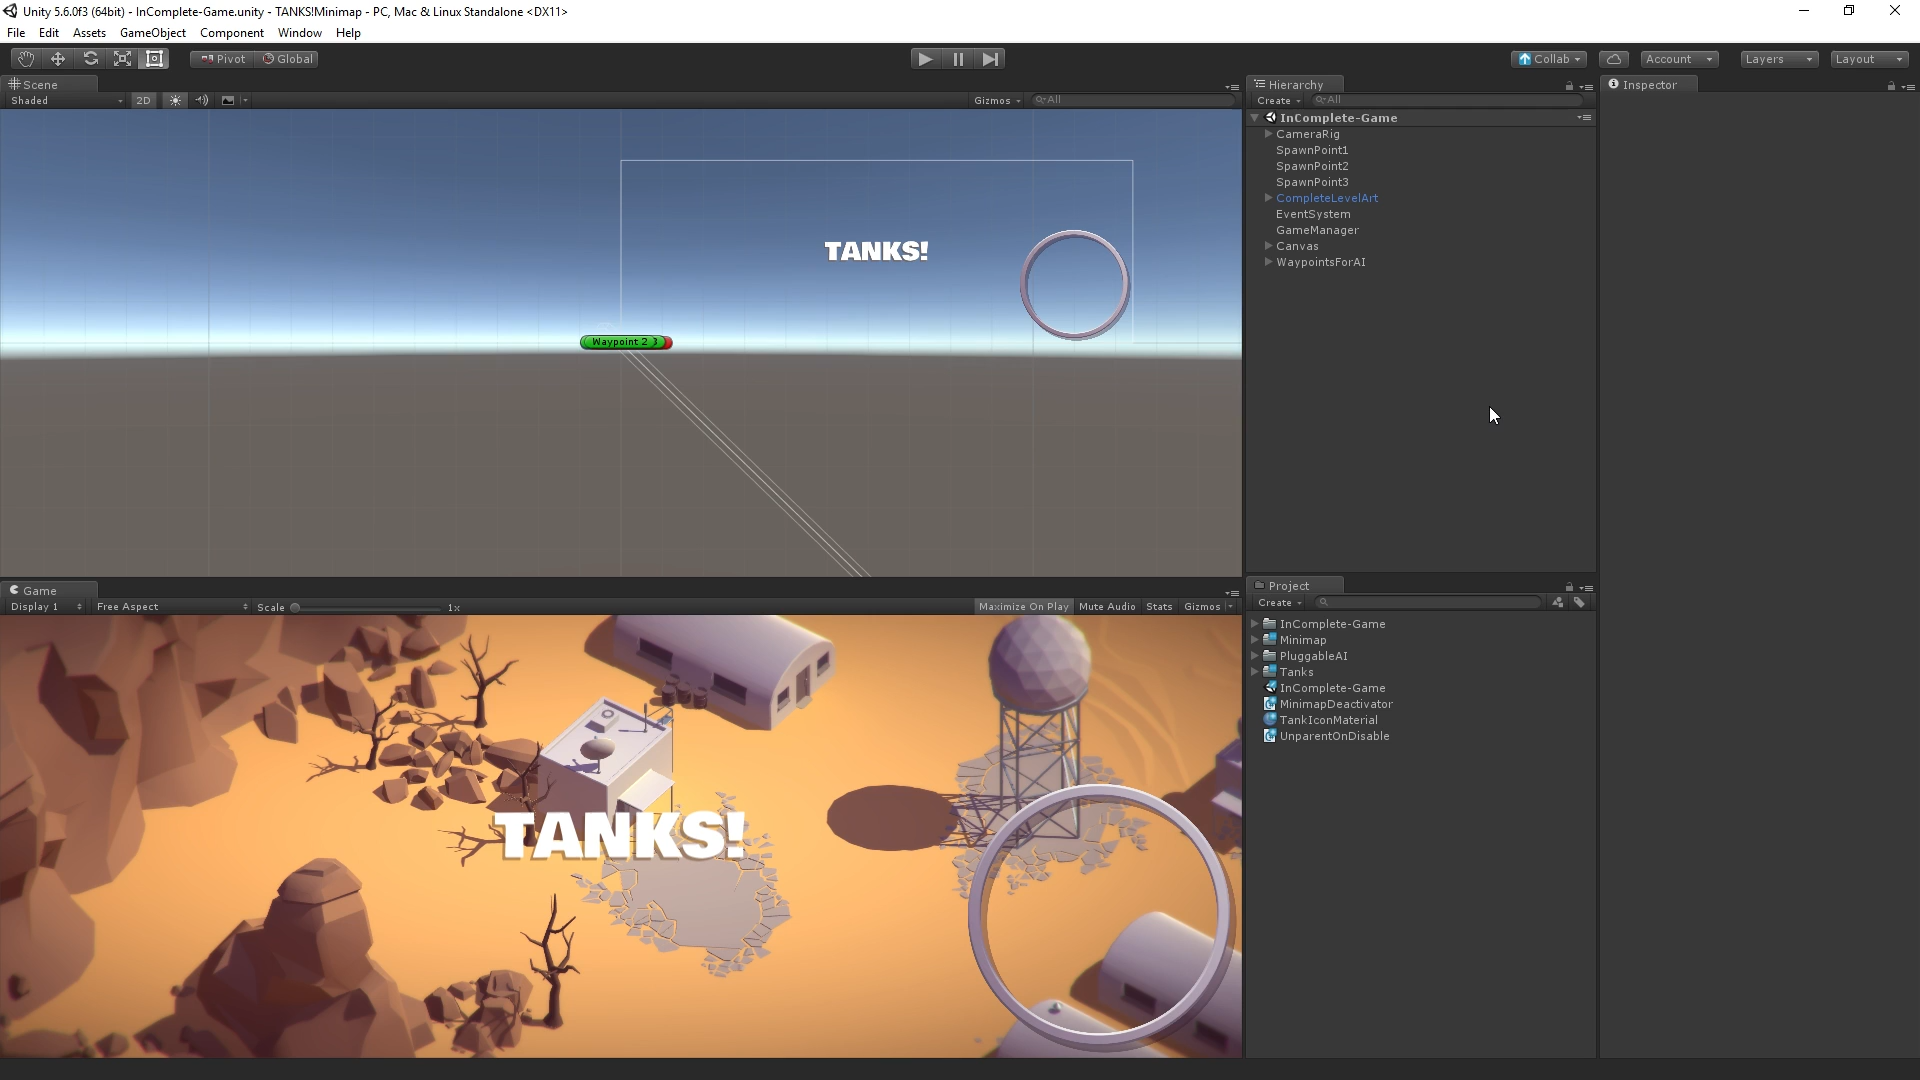 Unity 5.6.0f3 (64bit) - InComplete-Game.unity - TANKS!Minimap - PC, Mac & Linux Standalone <DX11>
File Edit Assets GameObject Component Window Help
Pivot Global Collab Account Layers Layout
Scene
Shaded 2D Gizmos All
TANKS!
Waypoint 2 3
Hierarchy
Create All
InComplete-Game
CameraRig
SpawnPoint1
SpawnPoint2
SpawnPoint3
CompleteLevelArt
EventSystem
GameManager
Canvas
WaypointsForAI
Inspector
Game
Display 1 Free Aspect Scale 1x Maximize On Play Mute Audio Stats Gizmos
TANKS!
Project
Create
InComplete-Game
Minimap
PluggableAI
Tanks
InComplete-Game
MinimapDeactivator
TankIconMaterial
UnparentOnDisable